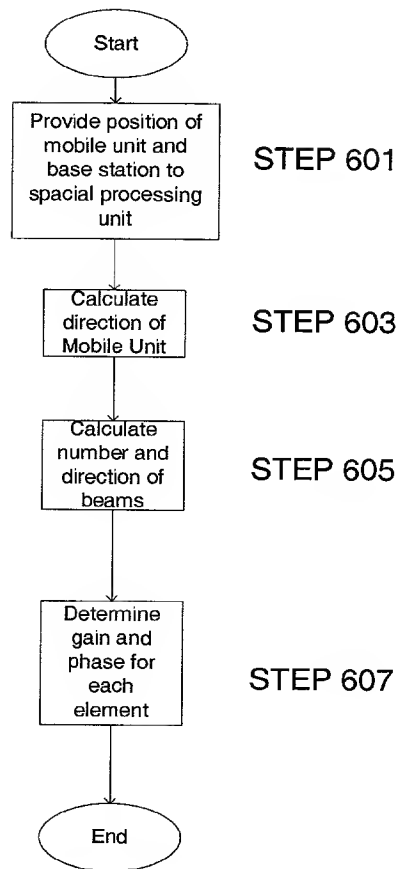 Start
Provide position of
mobile unit and
base station to
spacial processing
unit
STEP 601
Calculate
direction of
Mobile Unit
STEP 603
Calculate
number and
direction of
beams
STEP 605
Determine
gain and
phase for
each
element
STEP 607
End